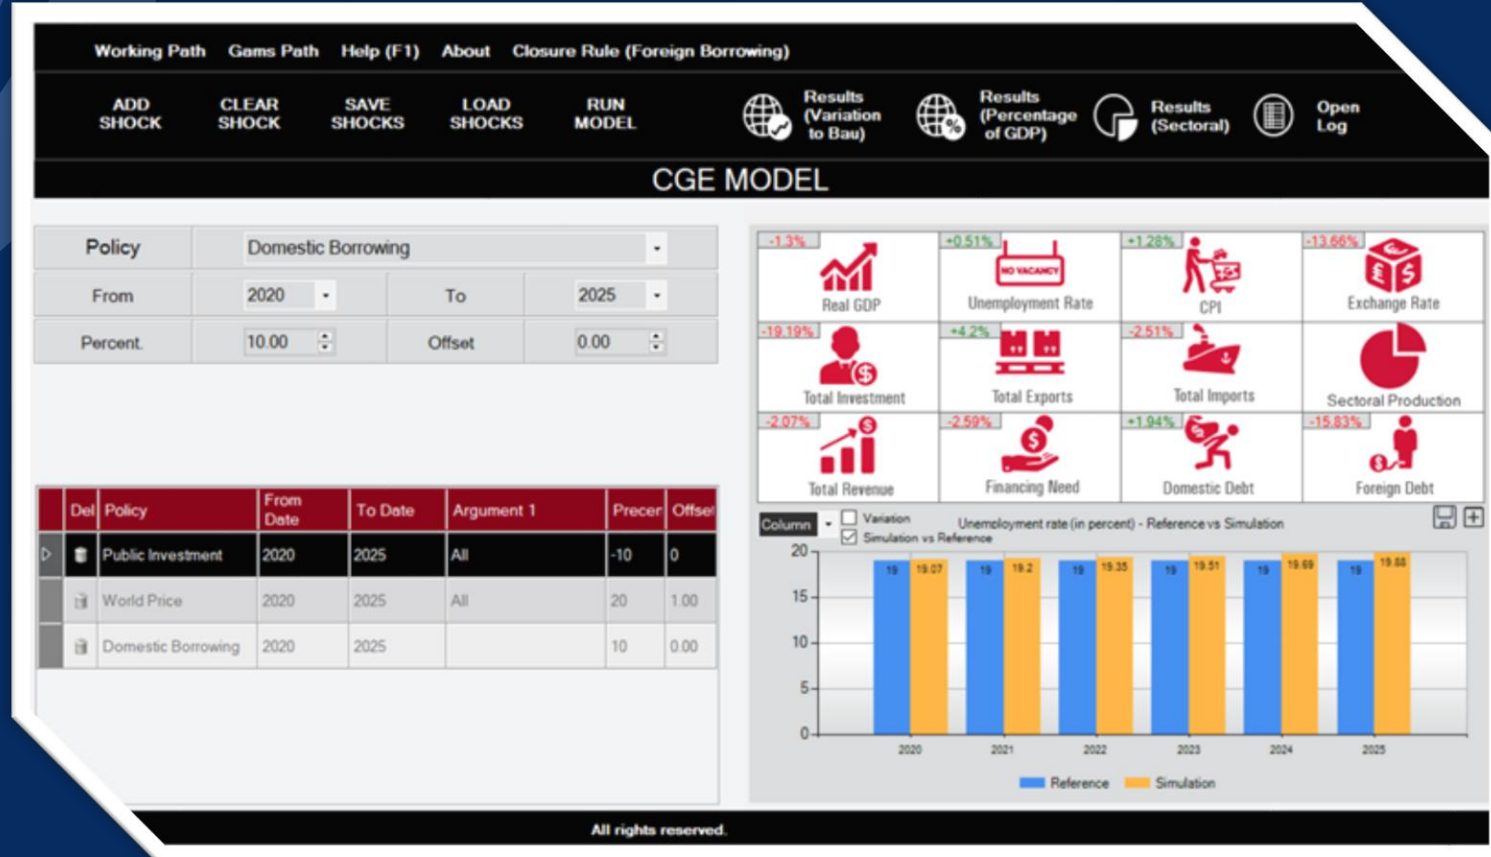 Working Path Gams Path Help (F1) About Closure Rule (Foreign Borrowing)
ADD SHOCK
CLEAR SHOCK
SAVE SHOCKS
LOAD SHOCKS
RUN MODEL
Results (Variation to Bau)
Results (Percentage of GDP)
Results (Sectoral)
Open Log
CGE MODEL
Policy Domestic Borrowing
From 2020 To 2025
Percent. 10.00 Offset 0.00
Del Policy From Date To Date Argument 1 Precer Offset
Public Investment 2020 2025 All -10 0
World Price 2020 2025 All 20 1.00
Domestic Borrowing 2020 2025 10 0.00
-1.3% +0.51% +1.28% -13.66%
NO VACANCY
Real GDP Unemployment Rate CPI Exchange Rate
-19.19% +4.2% -2.51%
Total Investment Total Exports Total Imports Sectoral Production
-2.07% -2.59% +1.94% -15.83%
Total Revenue Financing Need Domestic Debt Foreign Debt
Column
Variation
Simulation vs Reference
Unemployment rate (in percent) - Reference vs Simulation
20
15
10
5
0
19 19.07 19 19.2 19 19.35 19 19.51 19 19.69 19 19.88
2020 2021 2022 2023 2024 2025
Reference Simulation
All rights reserved.